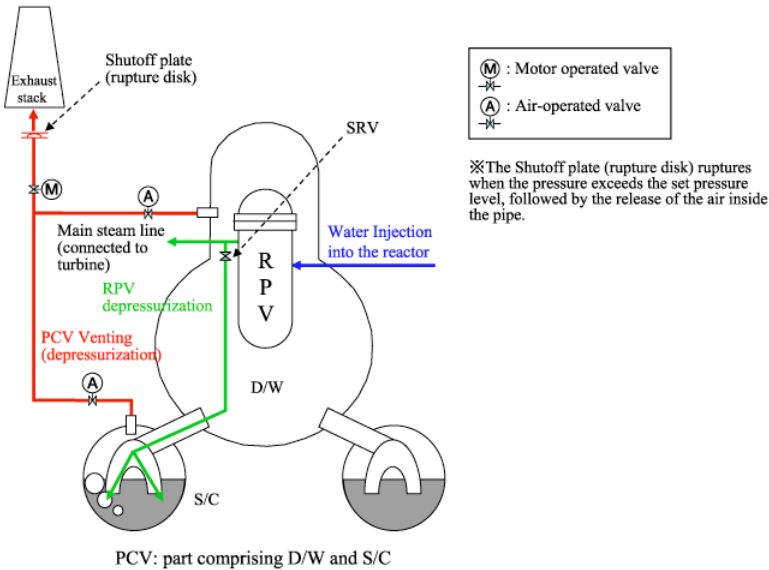 Exhaust
stack
Shutoff plate
(rupture disk)
SRV
M : Motor operated valve
A : Air-operated valve
※The Shutoff plate (rupture disk) ruptures
when the pressure exceeds the set pressure
level, followed by the release of the air inside
the pipe.
M
A
Main steam line
(connected to
turbine)
Water Injection
into the reactor
R
P
V
RPV
depressurization
PCV Venting
(depressurization)
A
D/W
S/C
PCV: part comprising D/W and S/C